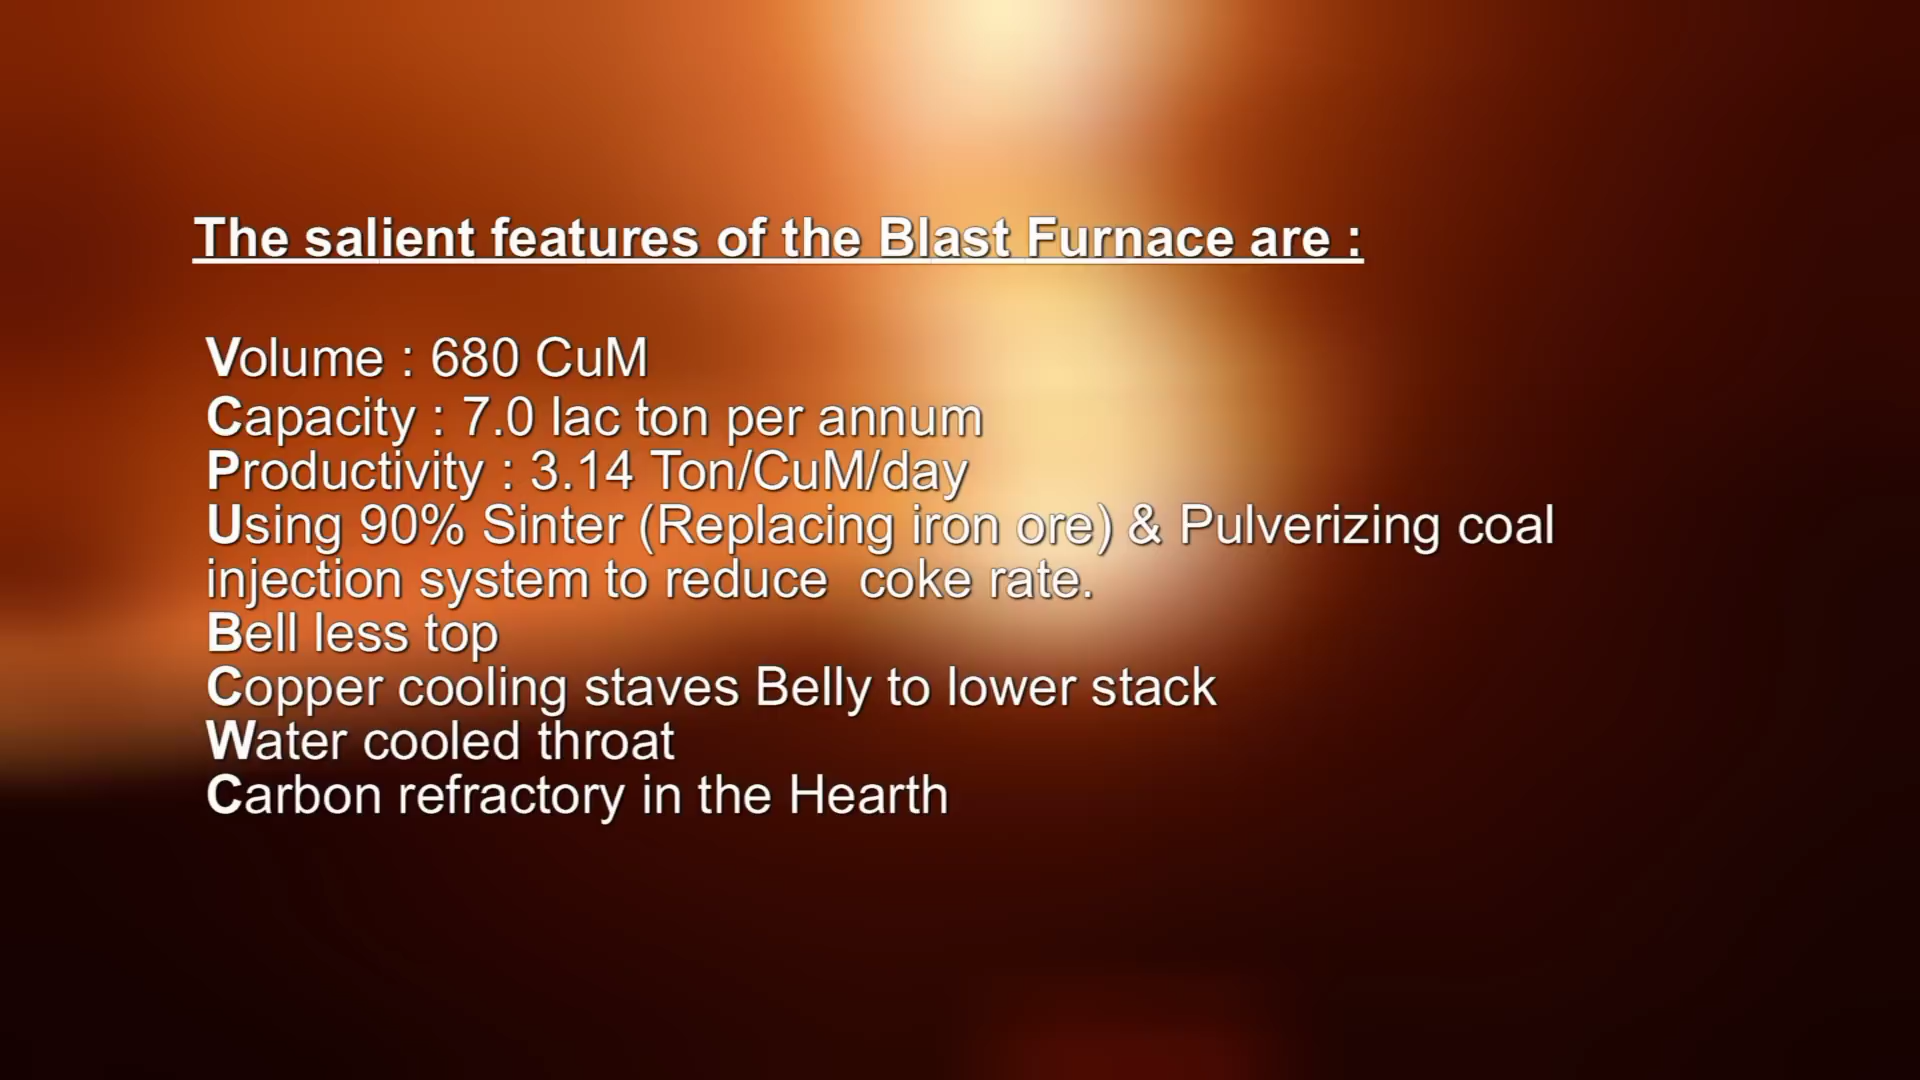 The salient features of the Blast Furnace are :
Volume : 680 CuM
Capacity : 7.0 lac ton per annum
Productivity : 3.14 Ton/CuM/day
Using 90% Sinter (Replacing iron ore) & Pulverizing coal
injection system to reduce  coke rate.
Bell less top
Copper cooling staves Belly to lower stack
Water cooled throat
Carbon refractory in the Hearth